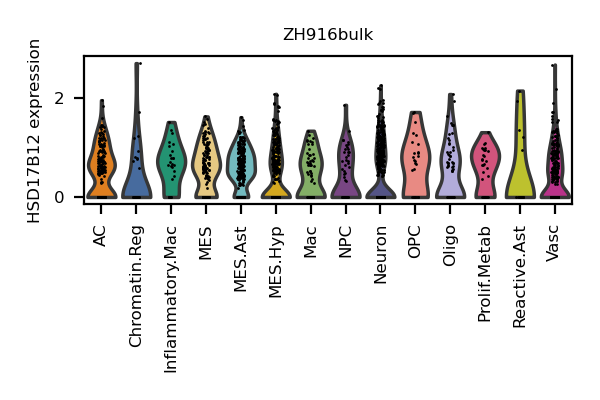 ZH916bulk
HSD17B12 expression
2
0
AC
Chromatin.Reg
Inflammatory.Mac
MES
MES.Ast
MES.Hyp
Mac
NPC
Neuron
OPC
Oligo
Prolif.Metab
Reactive.Ast
Vasc